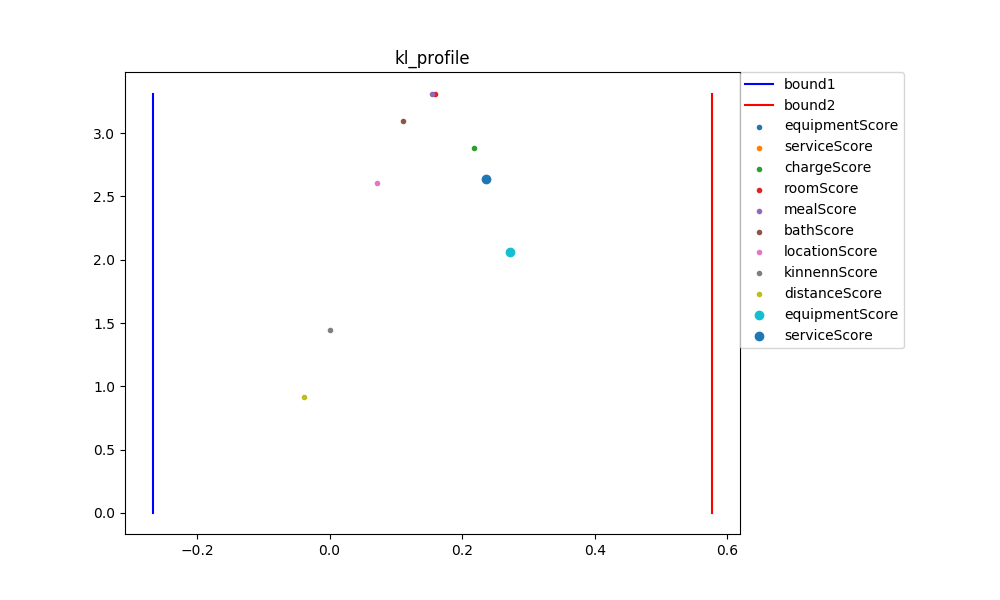 kl_profile
3.0
2.5
2.0
1.5
1.0
0.5
0.0
−0.2 0.0 0.2 0.4 0.6
bound1
bound2
equipmentScore
serviceScore
chargeScore
roomScore
mealScore
bathScore
locationScore
kinnennScore
distanceScore
equipmentScore
serviceScore